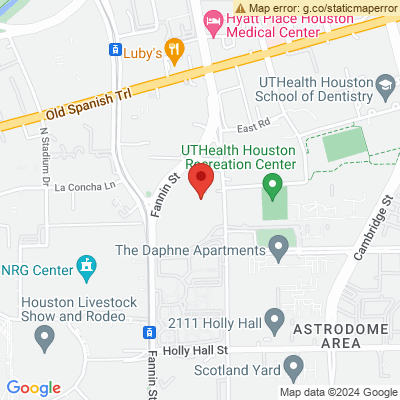 Map error: g.co/staticmaperror
Hyatt Place Houston
Medical Center
Luby's
UTHealth Houston
School of Dentistry
Old Spanish Trl
East Rd
N Stadium Dr
UTHealth Houston
Recreation Center
La Concha Ln
Fannin St
Cambridge St
The Daphne Apartments
NRG Center
Houston Livestock
Show and Rodeo
2111 Holly Hall
ASTRODOME
AREA
Holly Hall St
Fannin St
Scotland Yard
Google
Map data ©2024 Google